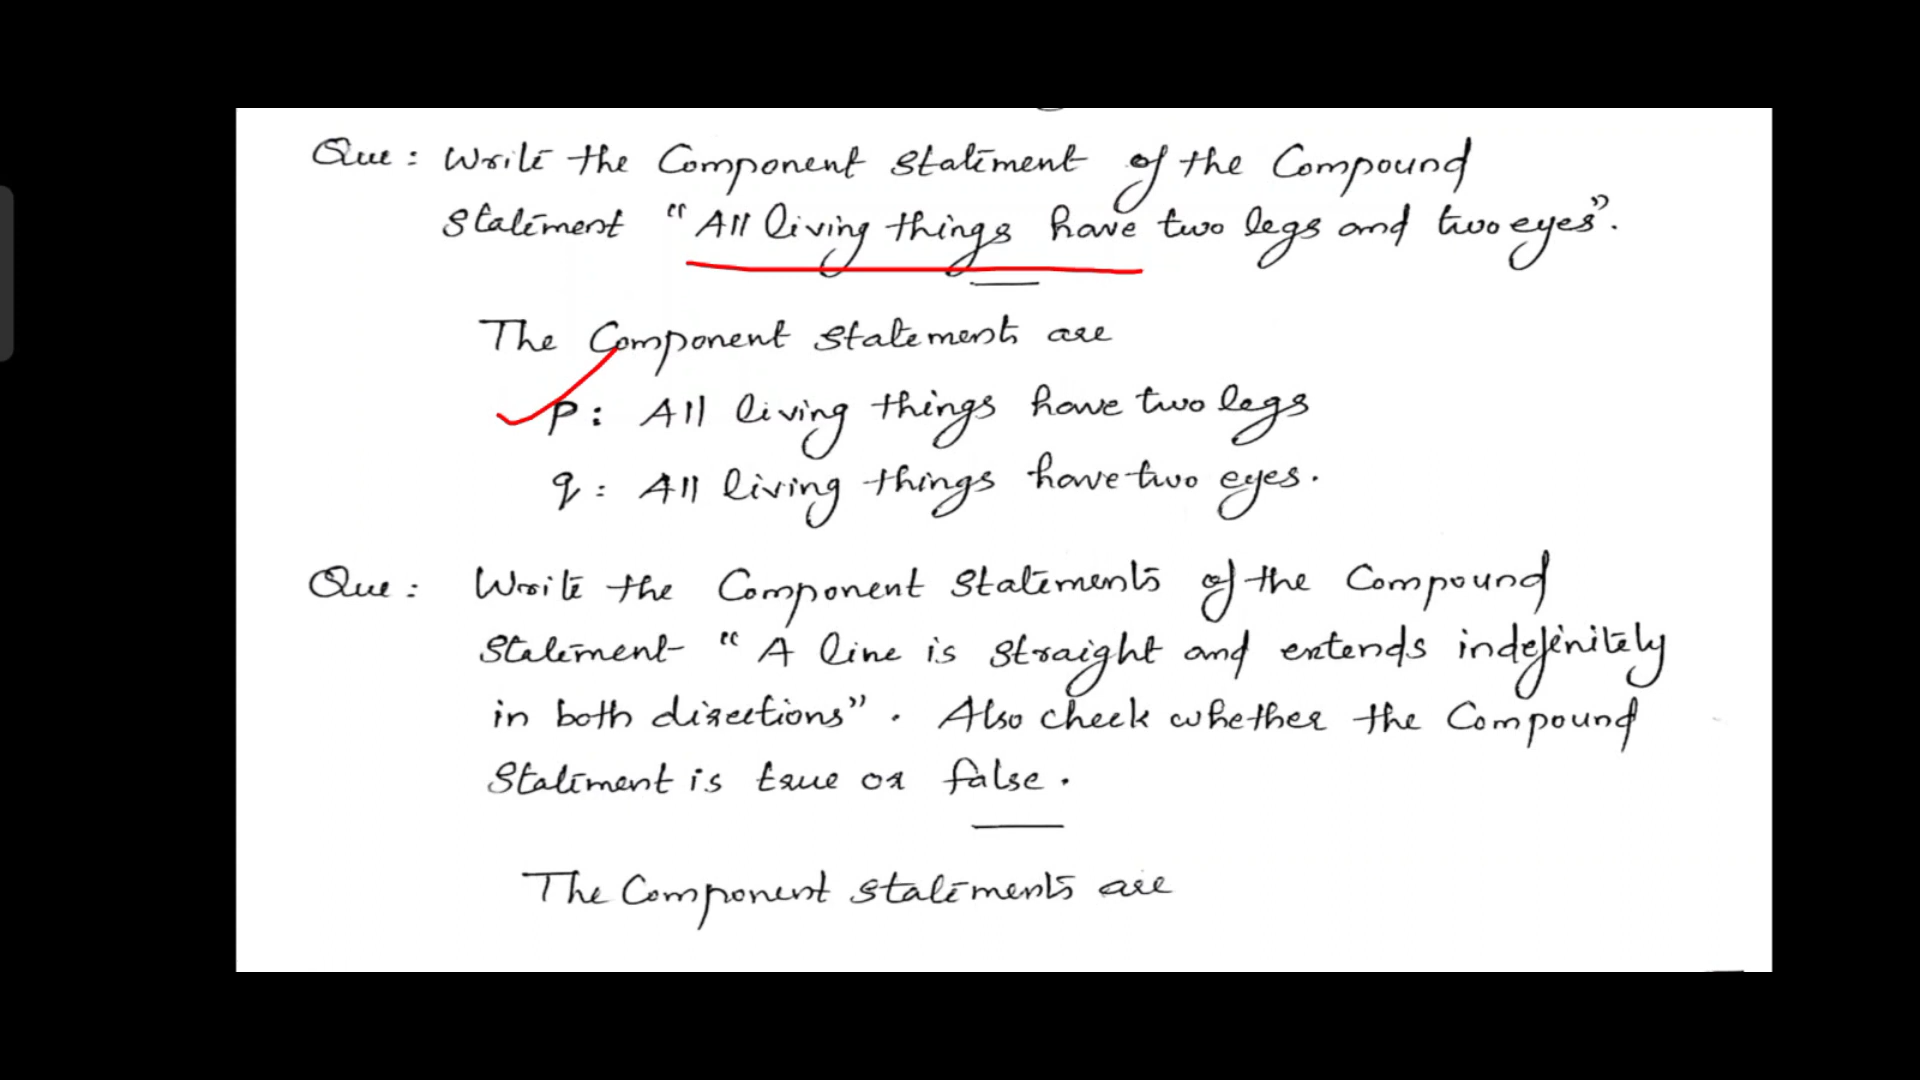 Que : Write the Component Statement of the Compound
Statement "All living things have two legs and two eyes".
The Component Statements are
p : All living things have two legs
q : All living things have two eyes.
Que : Write the Component Statements of the Compound
Statement "A line is straight and extends indefinitely
in both directions". Also check whether the Compound
Statement is true or false.
The Component Statements are